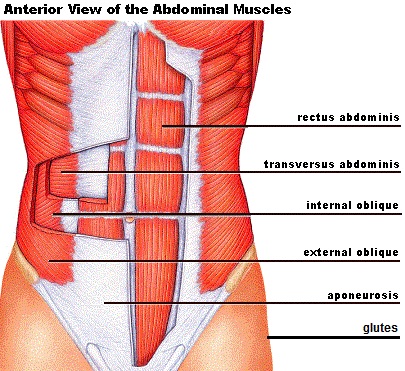 Anterior View of the Abdominal Muscles
rectus abdominis
transversus abdominis
internal oblique
external oblique
aponeurosis
glutes